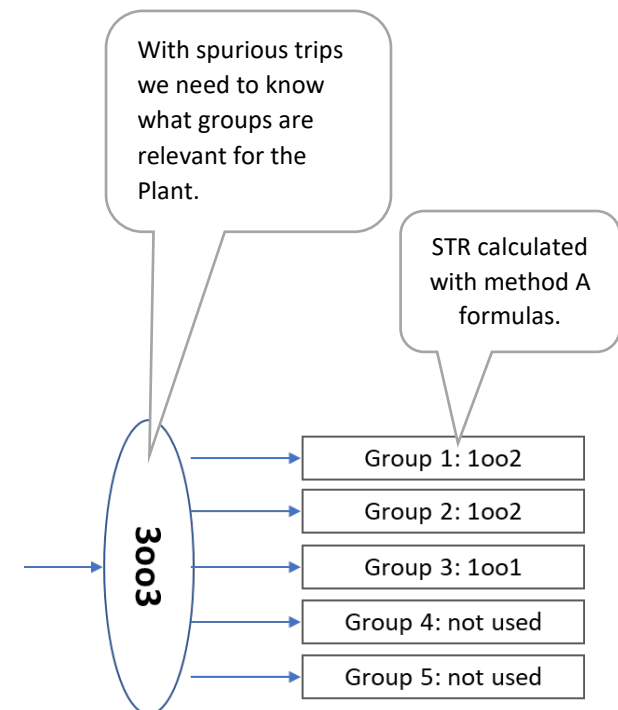 With spurious trips
we need to know
what groups are
relevant for the
Plant.
STR calculated
with method A
formulas.
3oo3
Group 1: 1oo2
Group 2: 1oo2
Group 3: 1oo1
Group 4: not used
Group 5: not used